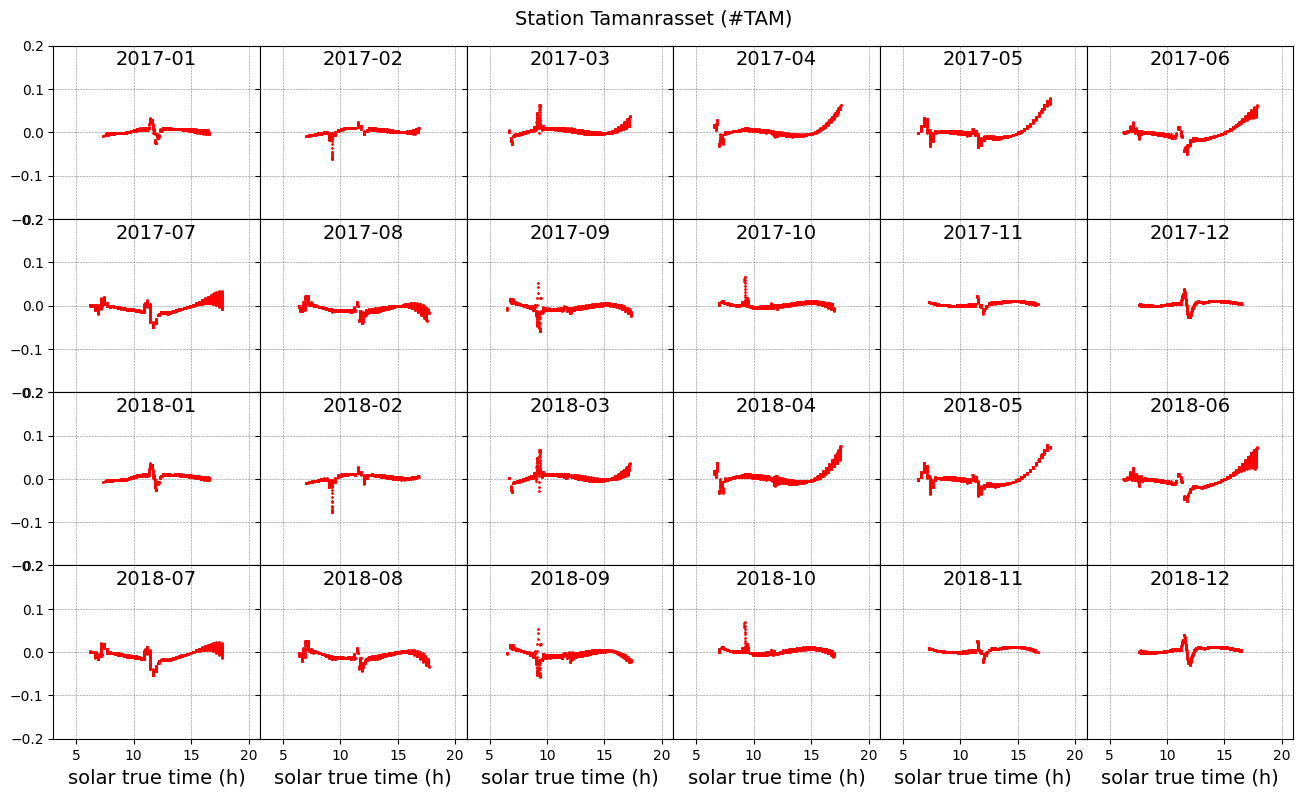 Station Tamanrasset (#TAM)
0.2 2017-01 2017-02 2017-03 2017-04 2017-05 2017-06
0.1
0.0
−0.1
−0.2
0.2 2017-07 2017-08 2017-09 2017-10 2017-11 2017-12
0.1
0.0
−0.1
−0.2
0.2 2018-01 2018-02 2018-03 2018-04 2018-05 2018-06
0.1
0.0
−0.1
−0.2
0.2 2018-07 2018-08 2018-09 2018-10 2018-11 2018-12
0.1
0.0
−0.1
−0.2
5 10 15 20 5 10 15 20 5 10 15 20 5 10 15 20 5 10 15 20 5 10 15 20
solar true time (h) solar true time (h) solar true time (h) solar true time (h) solar true time (h) solar true time (h)